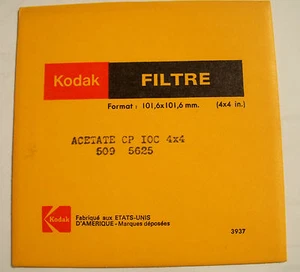 Kodak FILTRE
Format : 101,6x101,6 mm. (4x4 in.)
ACETATE CP IOC 4x4
509 5625
Kodak
Fabriqué aux ETATS-UNIS
D'AMERIQUE - Marques déposées
3937